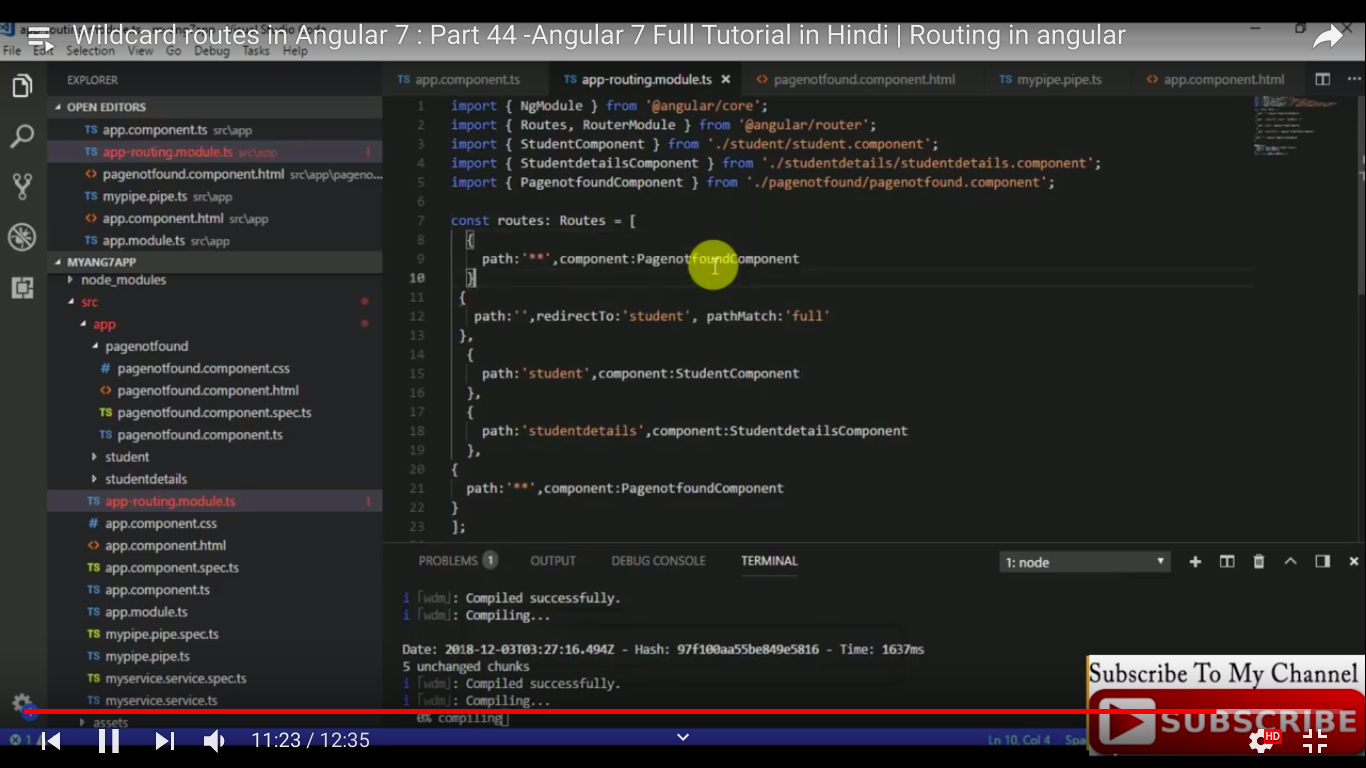 Wildcard routes in Angular 7 : Part 44 -Angular 7 Full Tutorial in Hindi | Routing in angular
File Edit Selection View Go Debug Tasks Help
EXPLORER
OPEN EDITORS
TS app.component.ts src\app
TS app-routing.module.ts src\app 1
<> pagenotfound.component.html src\app\pageno...
TS mypipe.pipe.ts src\app
<> app.component.html src\app
TS app.module.ts src\app
MYANG7APP
node_modules
src
app
pagenotfound
# pagenotfound.component.css
<> pagenotfound.component.html
TS pagenotfound.component.spec.ts
TS pagenotfound.component.ts
student
studentdetails
TS app-routing.module.ts 1
# app.component.css
<> app.component.html
TS app.component.spec.ts
TS app.component.ts
TS app.module.ts
TS mypipe.pipe.spec.ts
TS mypipe.pipe.ts
TS myservice.service.spec.ts
TS myservice.service.ts
assets
TS app.component.ts TS app-routing.module.ts × <> pagenotfound.component.html TS mypipe.pipe.ts <> app.component.html ...
1 import { NgModule } from '@angular/core';
2 import { Routes, RouterModule } from '@angular/router';
3 import { StudentComponent } from './student/student.component';
4 import { StudentdetailsComponent } from './studentdetails/studentdetails.component';
5 import { PagenotfoundComponent } from './pagenotfound/pagenotfound.component';
6
7 const routes: Routes = [
8 {
9 path:'**',component:PagenotfoundComponent
10 }
11 {
12 path:'',redirectTo:'student', pathMatch:'full'
13 },
14 {
15 path:'student',component:StudentComponent
16 },
17 {
18 path:'studentdetails',component:StudentdetailsComponent
19 },
20 {
21 path:'**',component:PagenotfoundComponent
22 }
23 ];
PROBLEMS 1 OUTPUT DEBUG CONSOLE TERMINAL 1: node
i ｢wdm｣: Compiled successfully.
i ｢wdm｣: Compiling...
Date: 2018-12-03T03:27:16.494Z - Hash: 97f100aa55be849e5816 - Time: 1637ms
5 unchanged chunks
i ｢wdm｣: Compiled successfully.
i ｢wdm｣: Compiling...
0% compiling
Subscribe To My Channel
SUBSCRIBE
11:23 / 12:35
Ln 10, Col 4
HD